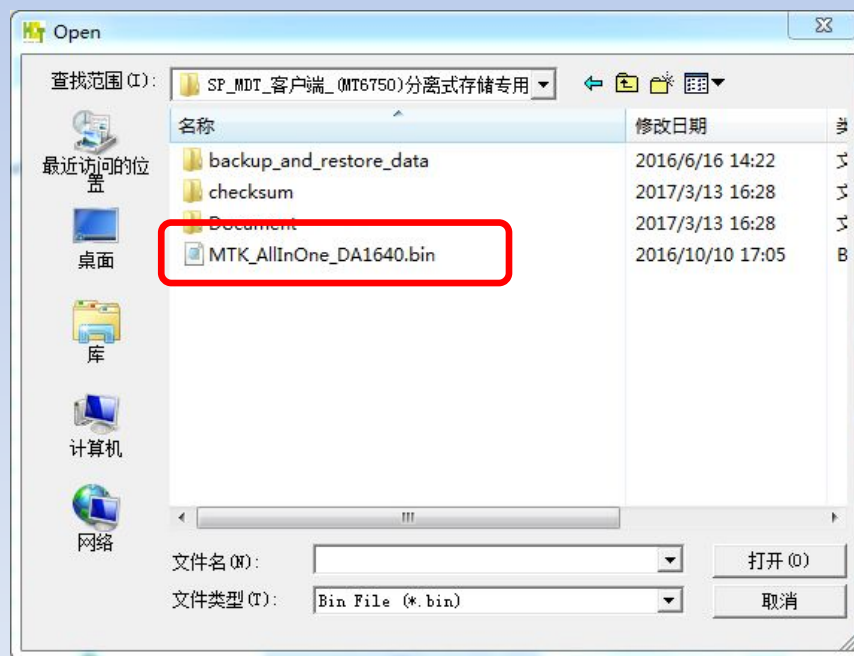 Open
查找范围(I):
SP_MDT_客户端_(MT6750)分离式存储专用
名称
修改日期
最近访问的位置
backup_and_restore_data
2016/6/16 14:22
checksum
2017/3/13 16:28
Document
2017/3/13 16:28
桌面
MTK_AllInOne_DA1640.bin
2016/10/10 17:05
B
库
计算机
网络
文件名(N):
打开(O)
文件类型(T):
Bin File (*.bin)
取消